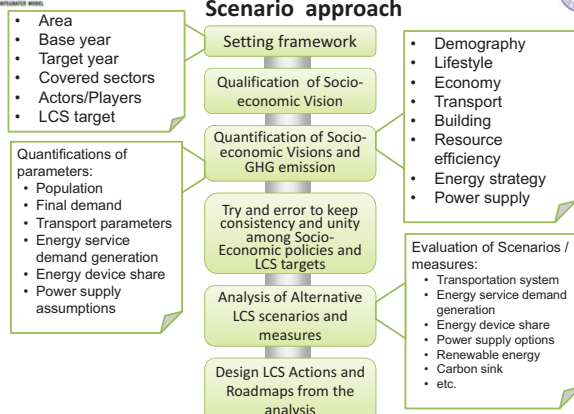 INTEGRATED MODEL
Scenario approach
• Area
• Base year
• Target year
• Covered sectors
• Actors/Players
• LCS target
Setting framework
Qualification of Socio-
economic Vision
Quantification of Socio-
economic Visions and
GHG emission
Try and error to keep
consistency and unity
among Socio-
Economic policies and
LCS targets
Analysis of Alternative
LCS scenarios and
measures
Design LCS Actions and
Roadmaps from the
analysis
• Demography
• Lifestyle
• Economy
• Transport
• Building
• Resource
efficiency
• Energy strategy
• Power supply
Quantifications of
parameters:
• Population
• Final demand
• Transport parameters
• Energy service
demand generation
• Energy device share
• Power supply
assumptions
Evaluation of Scenarios /
measures:
• Transportation system
• Energy service demand
generation
• Energy device share
• Power supply options
• Renewable energy
• Carbon sink
• etc.